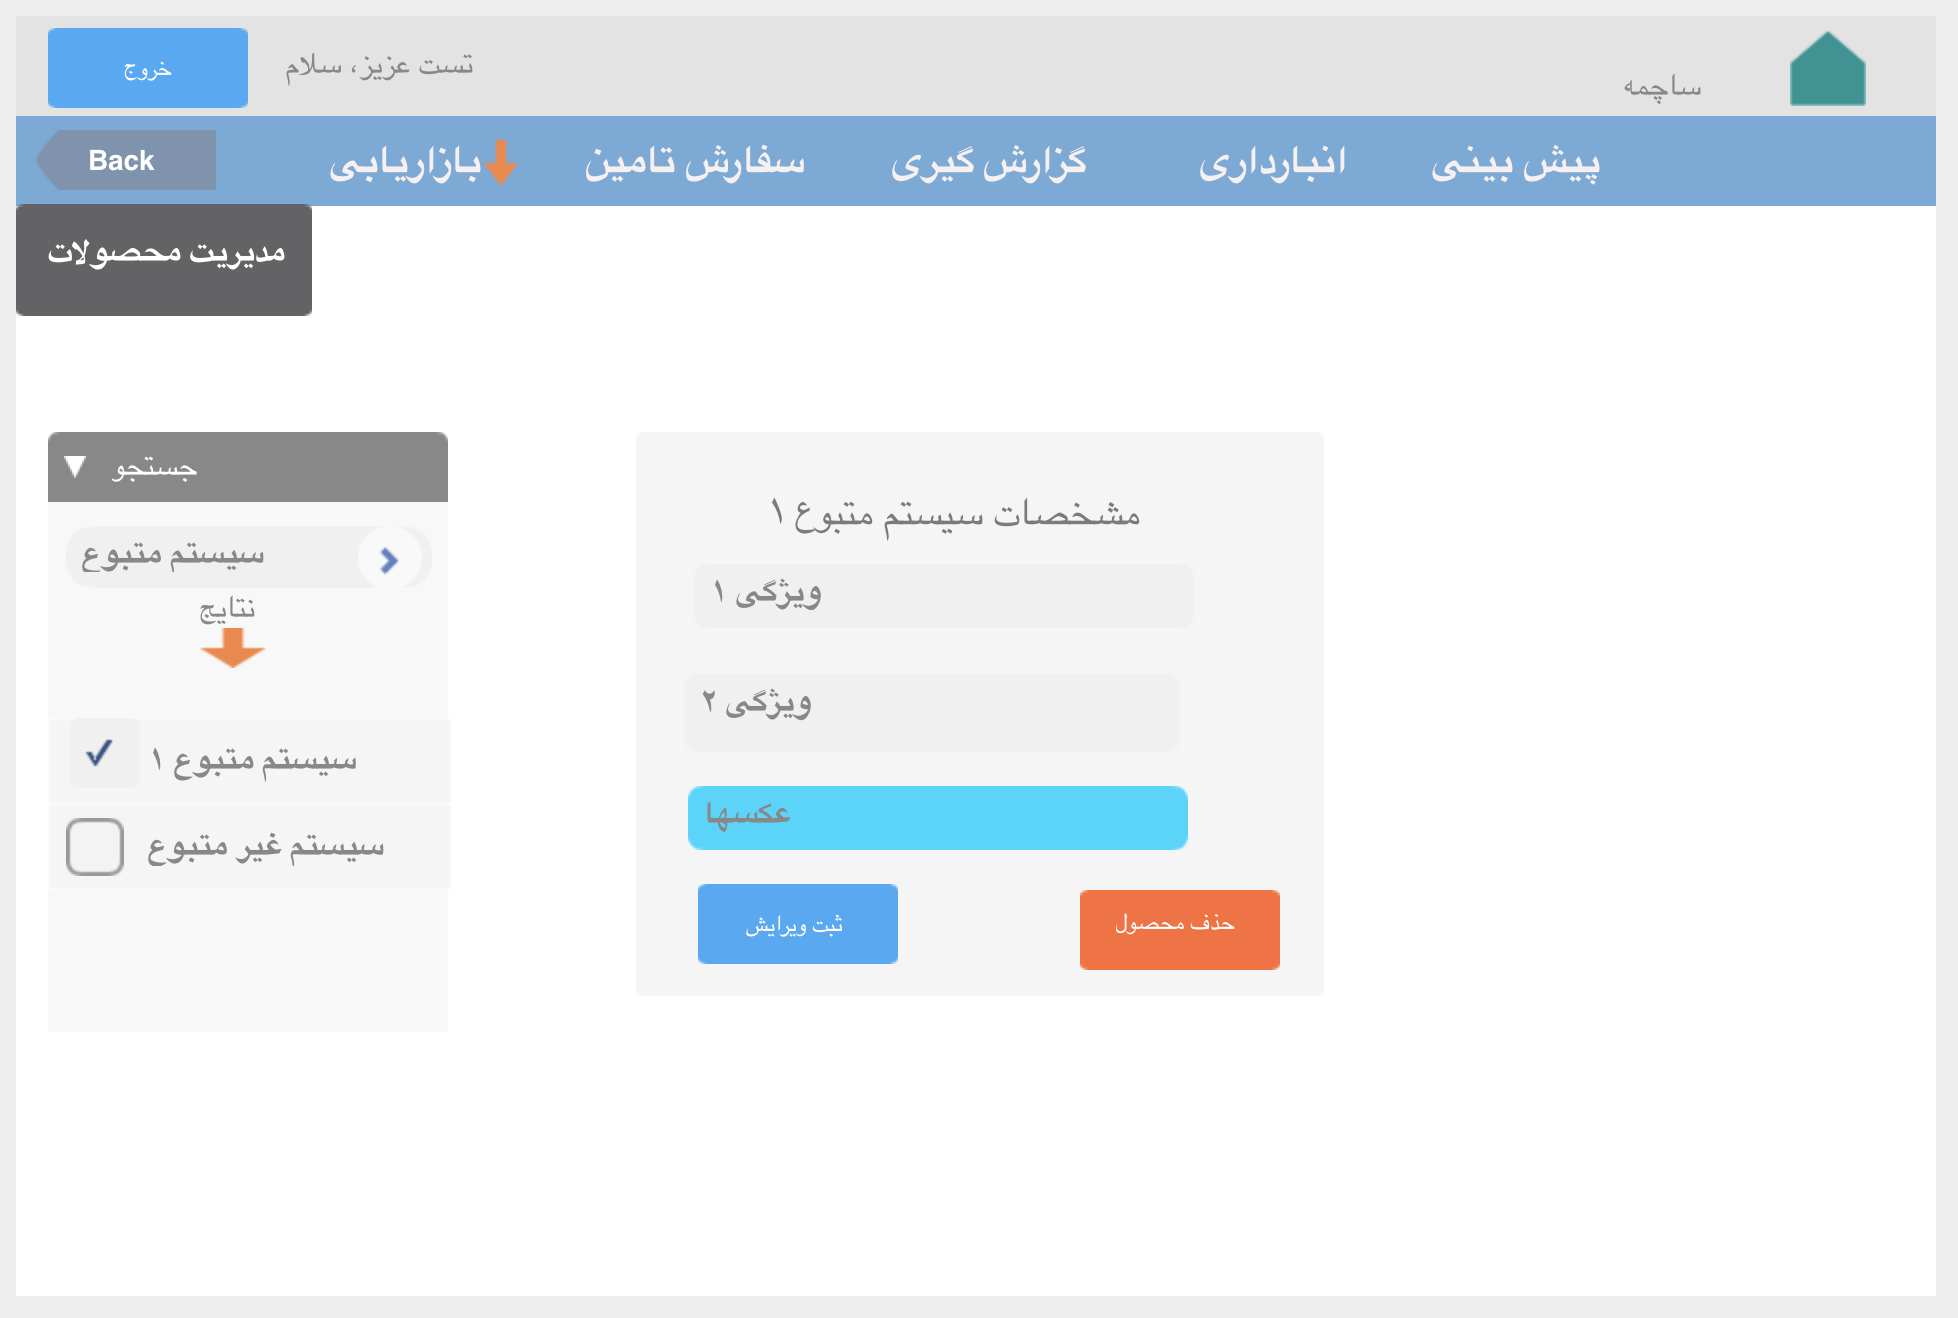 ساچمه
تست عزیز، سلام
خروج
پیش بینی
انبارداری
گزارش گیری
سفارش تامین
بازاریابی
Back
مدیریت محصولات
جستجو
سیستم متبوع
نتایج
سیستم متبوع ۱
سیستم غیر متبوع
مشخصات سیستم متبوع ۱
ویژگی ۱
ویژگی ۲
عکسها
حذف محصول
ثبت ویرایش